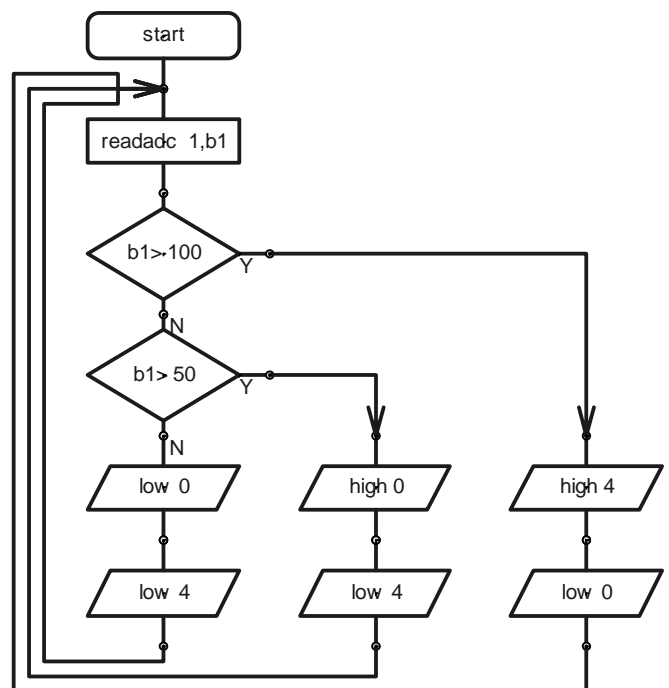 start
readadc 1,b1
b1>100
Y
N
b1> 50
Y
N
low 0
high 0
high 4
low 4
low 4
low 0